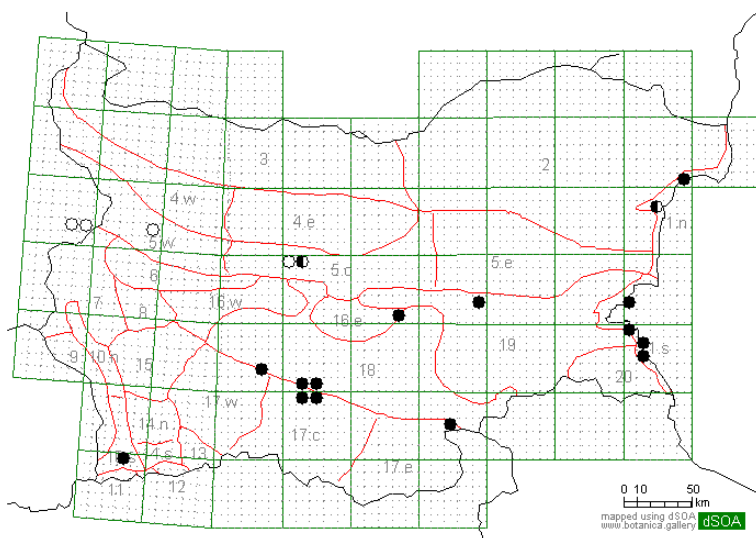 3
2
4.w
4.e
1.n
5.w
5.c
5.e
6
7
8
16.w
16.e
9
10.n
15
18
19
1.s
20
17.w
14.n
17.c
13
17.e
11
12
0 10 50
km
mapped using dSOA
www.botanica.gallery
dSOA